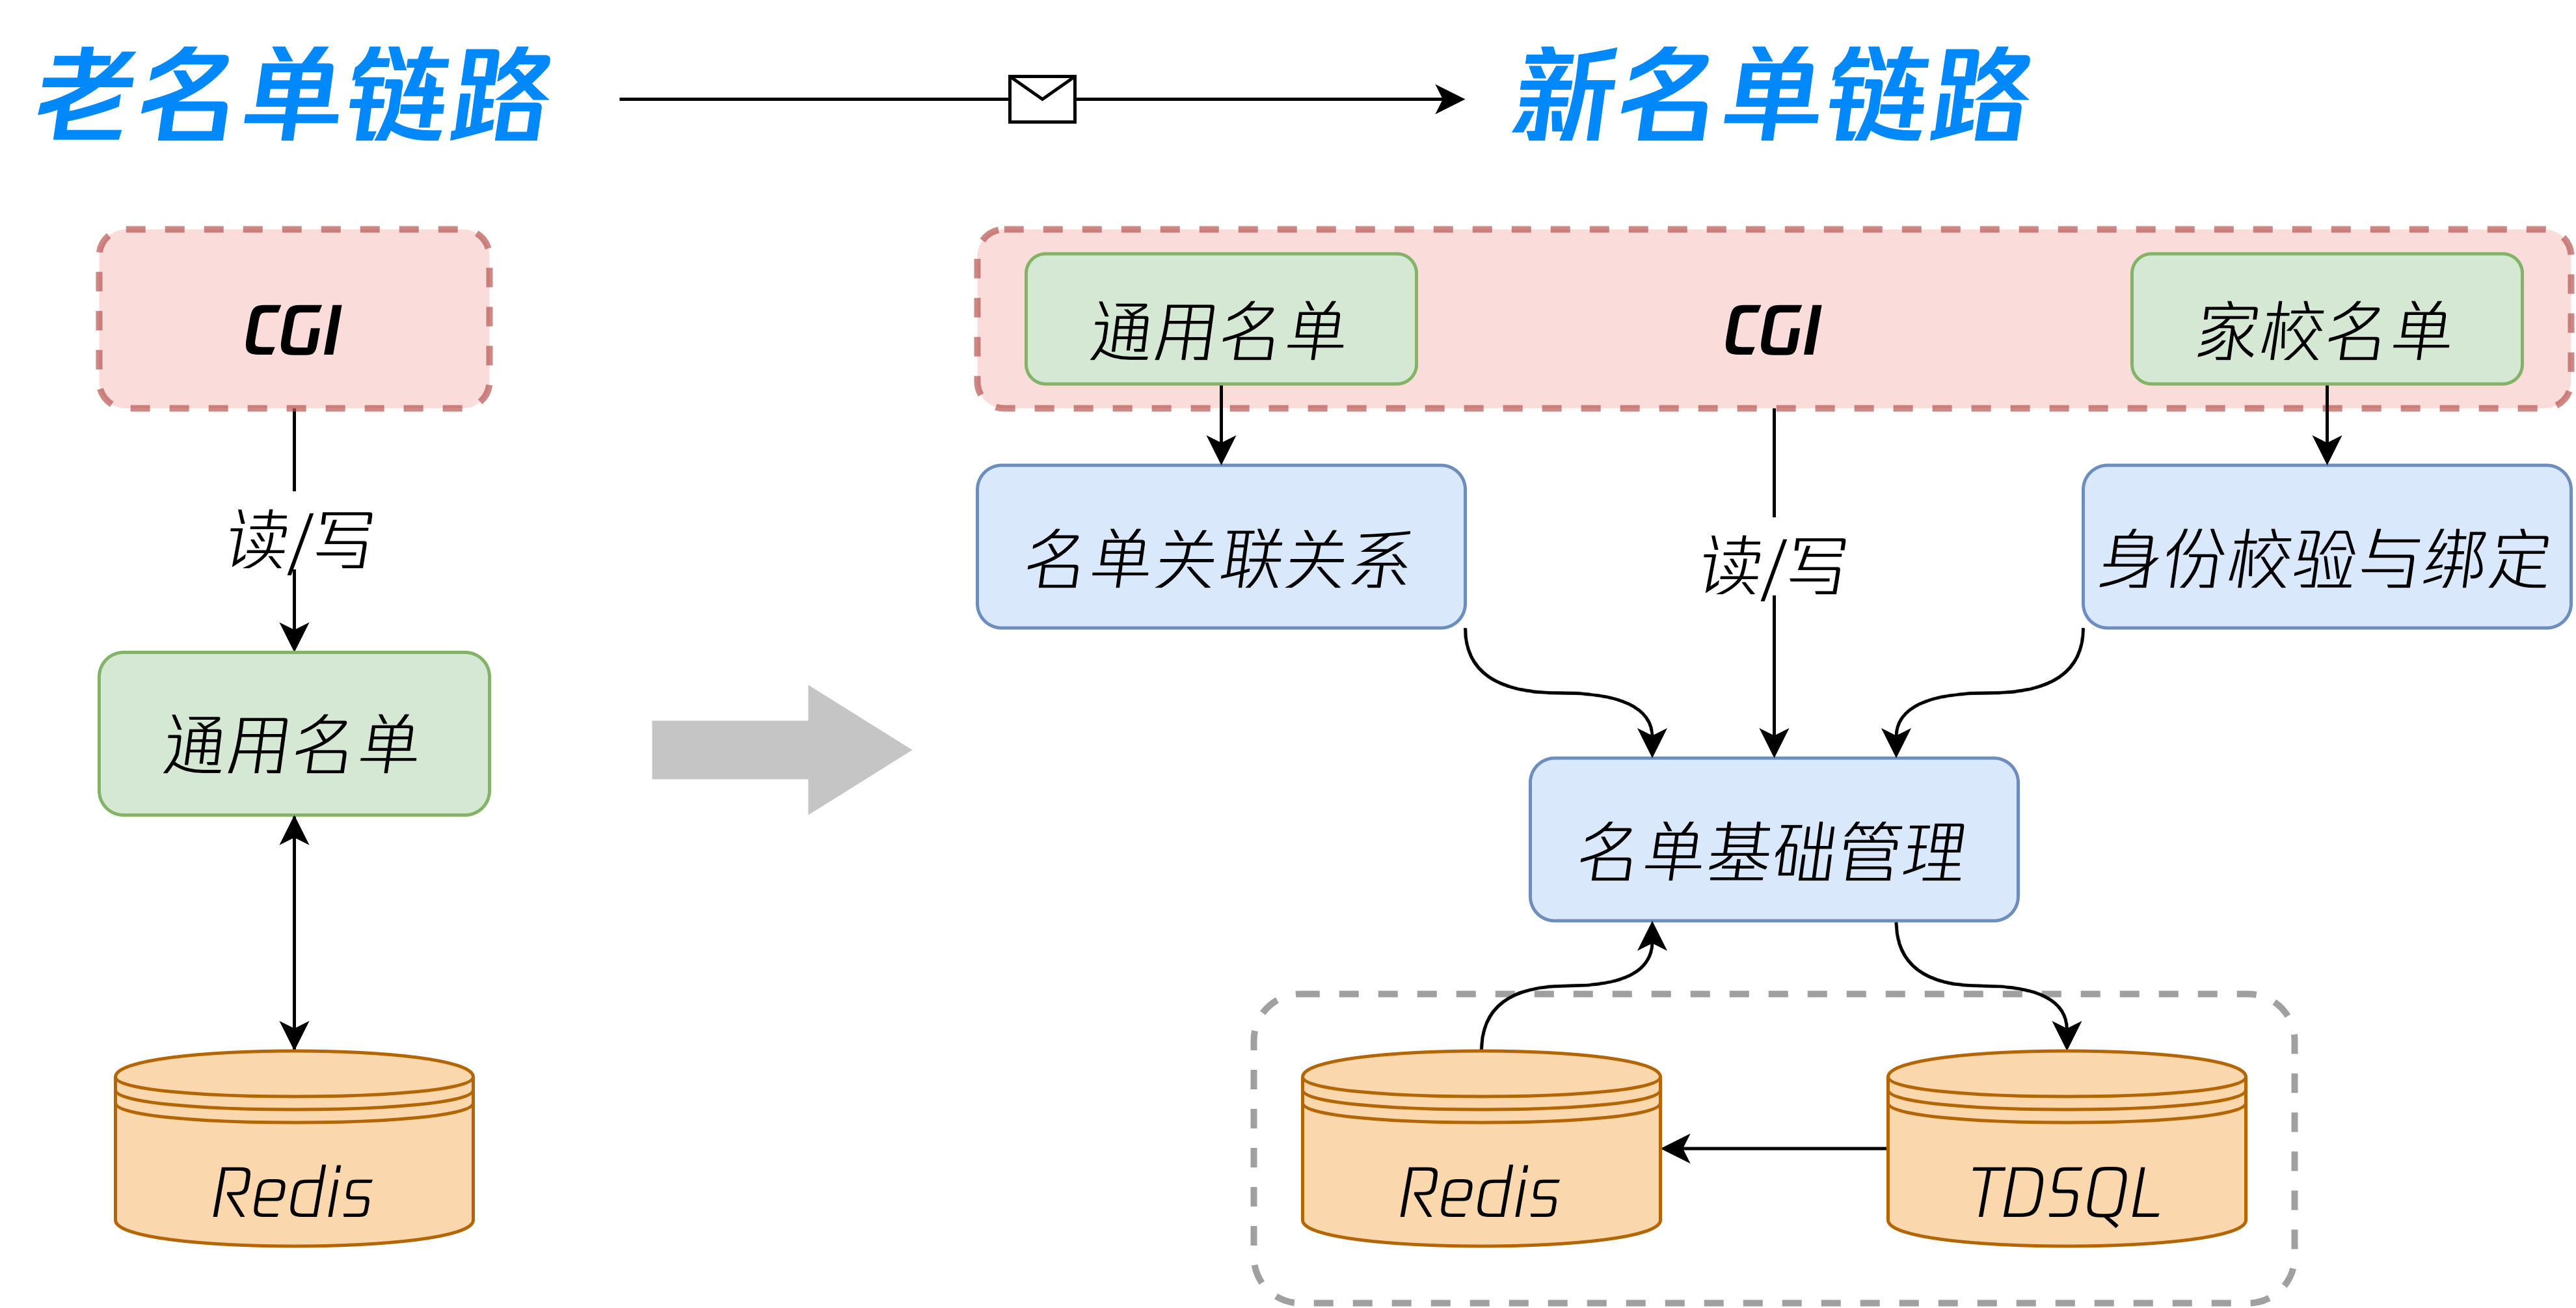 老名单链路
新名单链路
CGI
读/写
通用名单
Redis
通用名单
CGI
家校名单
名单关联关系
读/写
身份校验与绑定
名单基础管理
Redis
TDSQL